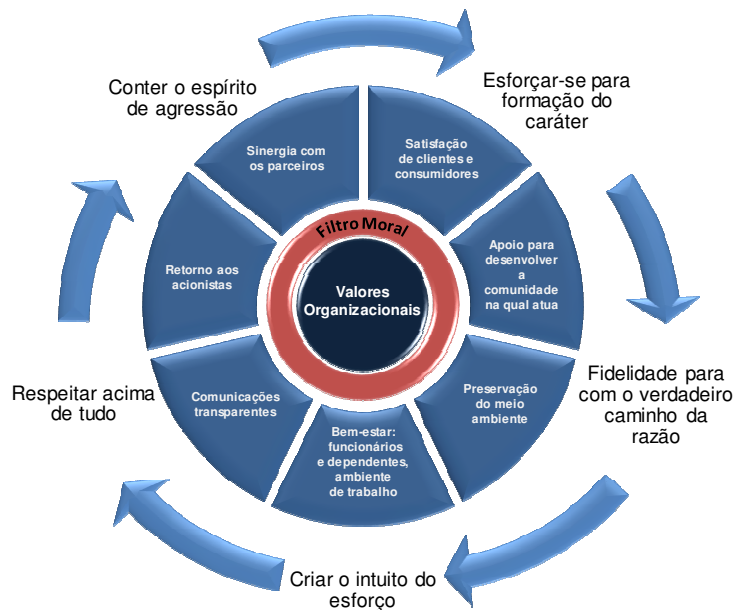 Conter o espírito
de agressão
Esforçar-se para
formação do
caráter
Sinergia com
os parceiros
Satisfação
de clientes e
consumidores
Filtro Moral
Valores
Organizacionais
Retorno aos
acionistas
Apoio para
desenvolver
a
comunidade
na qual atua
Respeitar acima
de tudo
Comunicações
transparentes
Preservação
do meio
ambiente
Fidelidade para
com o verdadeiro
caminho da
razão
Bem-estar:
funcionários
e dependentes,
ambiente
de trabalho
Criar o intuito do
esforço